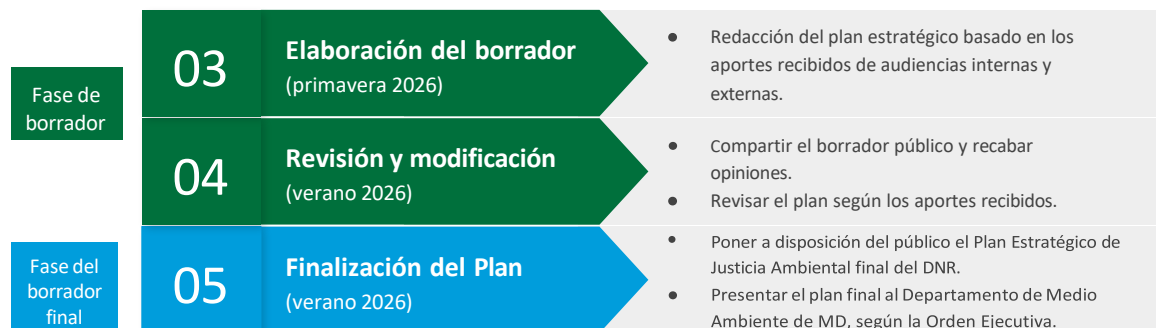 Fase de
borrador
03
Elaboración del borrador
(primavera 2026)
● Redacción del plan estratégico basado en los
aportes recibidos de audiencias internas y
externas.
04
Revisión y modificación
(verano 2026)
● Compartir el borrador público y recabar
opiniones.
● Revisar el plan según los aportes recibidos.
Fase del
borrador
final
05
Finalización del Plan
(verano 2026)
● Poner a disposición del público el Plan Estratégico de
Justicia Ambiental final del DNR.
● Presentar el plan final al Departamento de Medio
Ambiente de MD, según la Orden Ejecutiva.